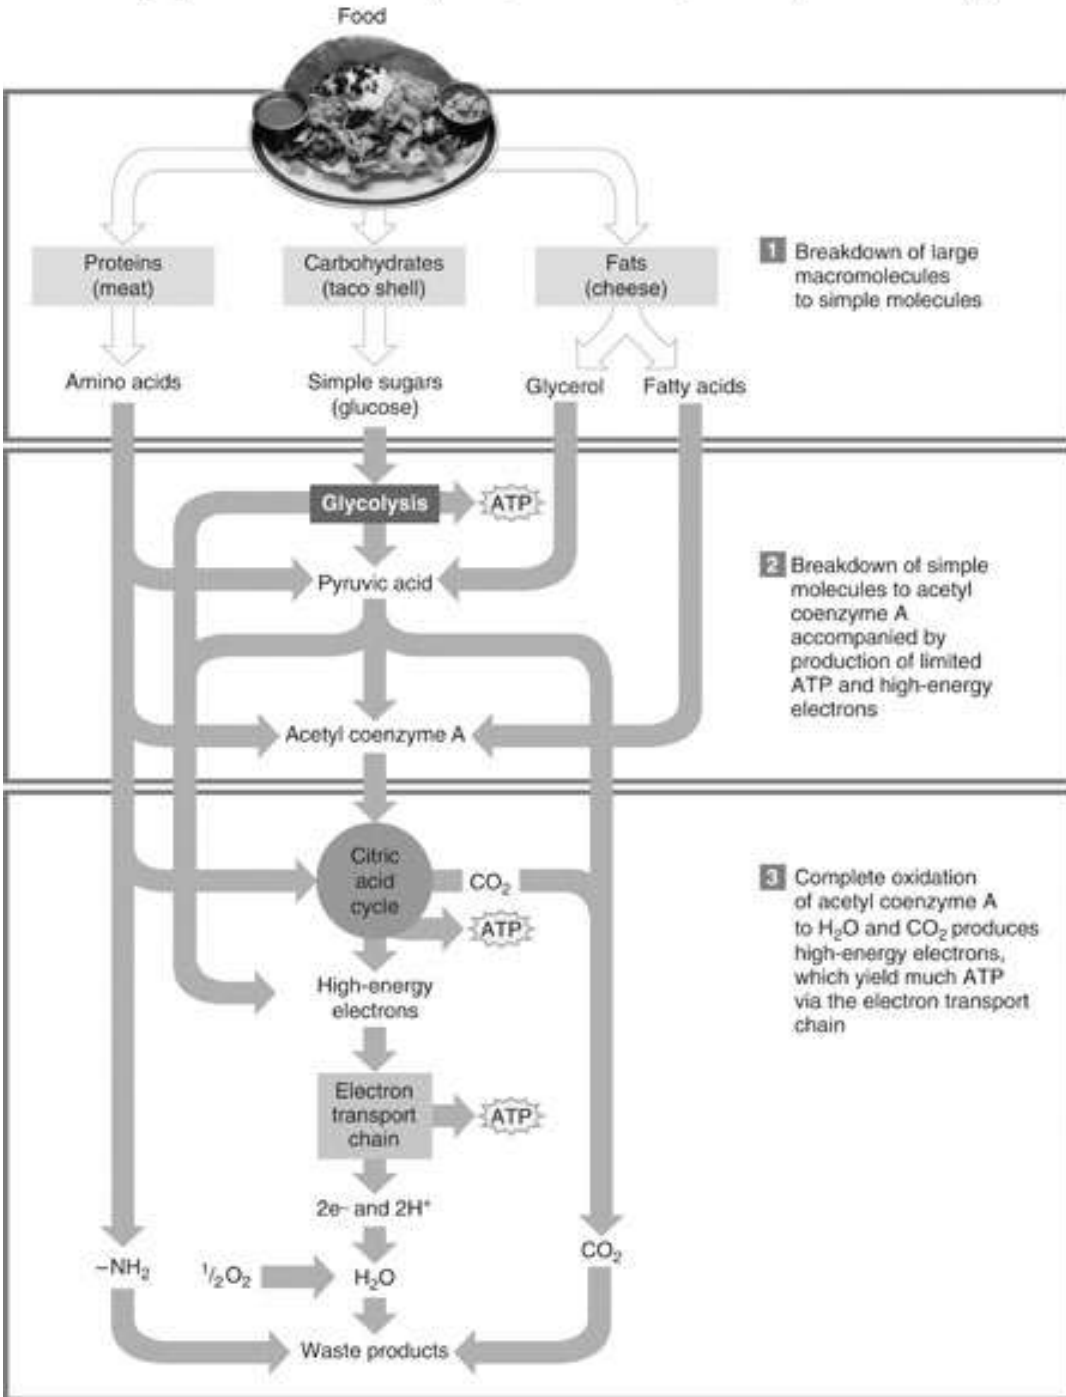 Food
Proteins
(meat)
Carbohydrates
(taco shell)
Fats
(cheese)
1 Breakdown of large
macromolecules
to simple molecules
Amino acids
Simple sugars
(glucose)
Glycerol
Fatty acids
Glycolysis
ATP
Pyruvic acid
2 Breakdown of simple
molecules to acetyl
coenzyme A
accompanied by
production of limited
ATP and high-energy
electrons
Acetyl coenzyme A
Citric
acid
cycle
CO₂
ATP
3 Complete oxidation
of acetyl coenzyme A
to H₂O and CO₂ produces
high-energy electrons,
which yield much ATP
via the electron transport
chain
High-energy
electrons
Electron
transport
chain
ATP
2e⁻ and 2H⁺
–NH₂
½O₂
H₂O
CO₂
Waste products